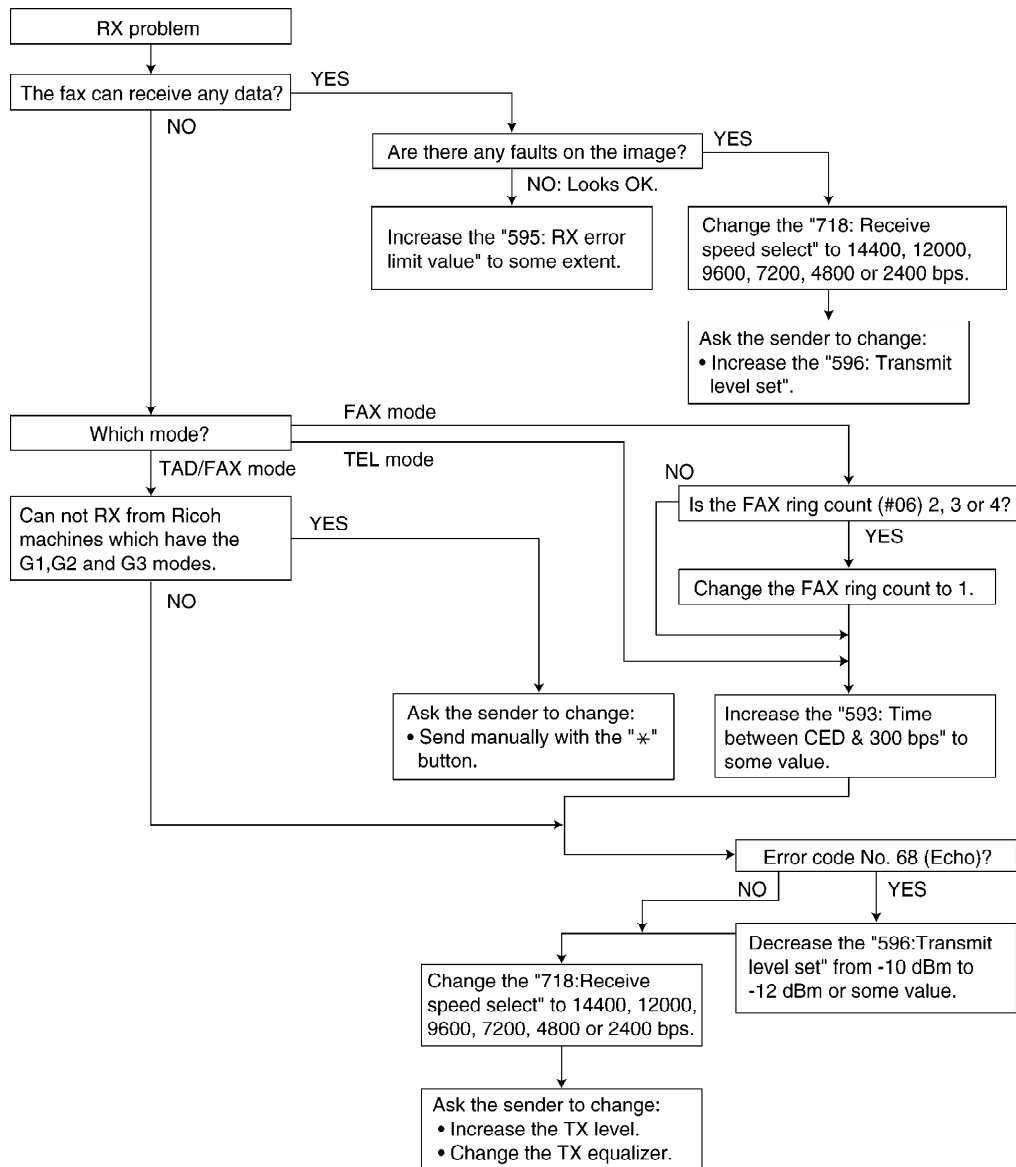 RX problem
The fax can receive any data?
YES
NO
Are there any faults on the image?
YES
NO: Looks OK.
Increase the "595: RX error
limit value" to some extent.
Change the "718: Receive
speed select" to 14400, 12000,
9600, 7200, 4800 or 2400 bps.
Ask the sender to change:
• Increase the "596: Transmit
level set".
Which mode?
FAX mode
TEL mode
TAD/FAX mode
NO
Is the FAX ring count (#06) 2, 3 or 4?
YES
Change the FAX ring count to 1.
Can not RX from Ricoh
machines which have the
G1,G2 and G3 modes.
YES
NO
Ask the sender to change:
• Send manually with the "✳"
button.
Increase the "593: Time
between CED & 300 bps" to
some value.
Error code No. 68 (Echo)?
NO
YES
Decrease the "596:Transmit
level set" from -10 dBm to
-12 dBm or some value.
Change the "718:Receive
speed select" to 14400, 12000,
9600, 7200, 4800 or 2400 bps.
Ask the sender to change:
• Increase the TX level.
• Change the TX equalizer.